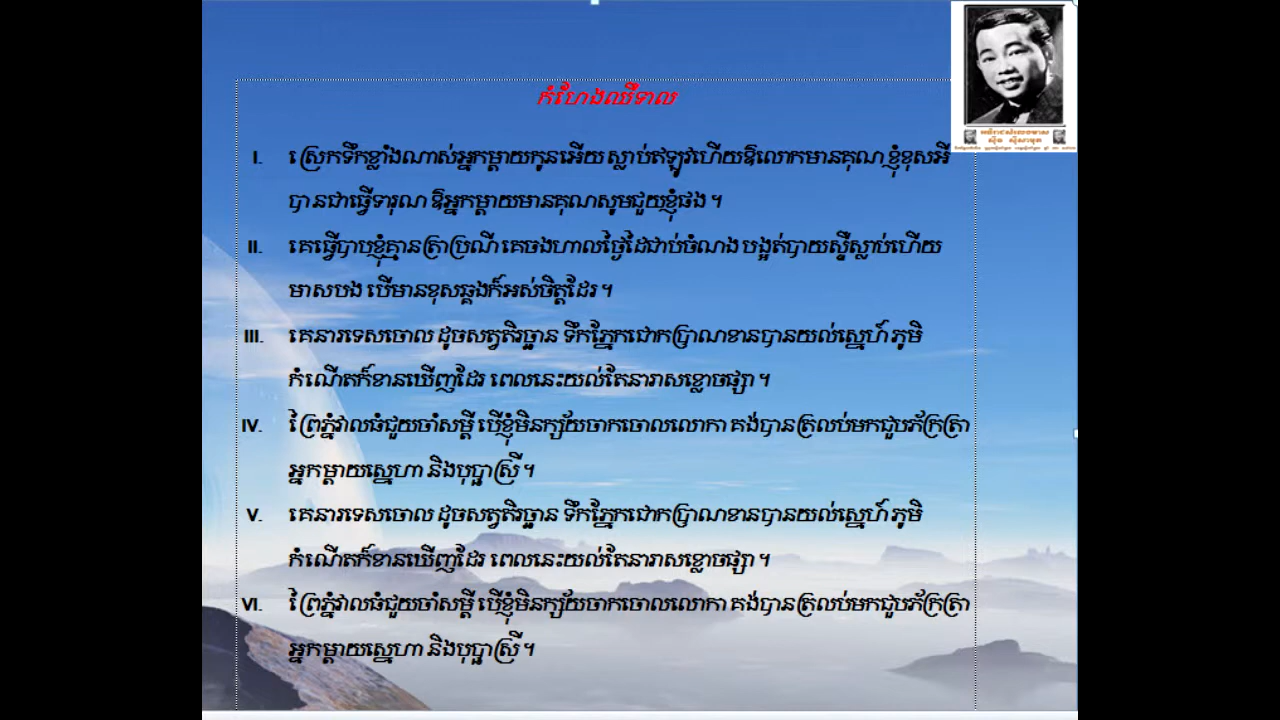 កំហែងឈីទាល
I. ស្រែកទឹកខ្លាំងណាស់អ្នកម្ដាយកូនអើយ ស្លាប់ឥឡូវហើយឱលោកមានគុណ ខ្ញុំខុសអី
បានជាធ្វើទារុណ ឱអ្នកម្ដាយមានគុណសូមជួយខ្ញុំផង ។
II. គេធ្វើបាបខ្ញុំគ្មានត្រាប្រណី គេចងហាលថ្ងៃដៃជាប់ចំណង បង្អត់បាយស្ទឺស្លាប់ហើយ
មាសបង បើមានខុសឆ្គងក៏អស់ចិត្តដែរ ។
III. គេនារទេសចោល ដូចសត្វតិរច្ឆាន ទឹកភ្នែកជោកប្រាណខានបានយល់ស្នេហ៍ ភូមិ
កំណើតក៏ខានឃើញដែរ ពេលនេះយល់តែនារាសខ្លោចផ្សា ។
IV. ព្រៃភ្នំវាលធំជួយចាំសម្ដី បើខ្ញុំមិនក្ស័យចាកចោលលោកា គង់បានត្រលប់មកជួបភ័ក្រត្រា
អ្នកម្ដាយស្នេហា និងបុប្ផាស្រី ។
V. គេនារទេសចោល ដូចសត្វតិរច្ឆាន ទឹកភ្នែកជោកប្រាណខានបានយល់ស្នេហ៍ ភូមិ
កំណើតក៏ខានឃើញដែរ ពេលនេះយល់តែនារាសខ្លោចផ្សា ។
VI. ព្រៃភ្នំវាលធំជួយចាំសម្ដី បើខ្ញុំមិនក្ស័យចាកចោលលោកា គង់បានត្រលប់មកជួបភ័ក្រត្រា
អ្នកម្ដាយស្នេហា និងបុប្ផាស្រី ។